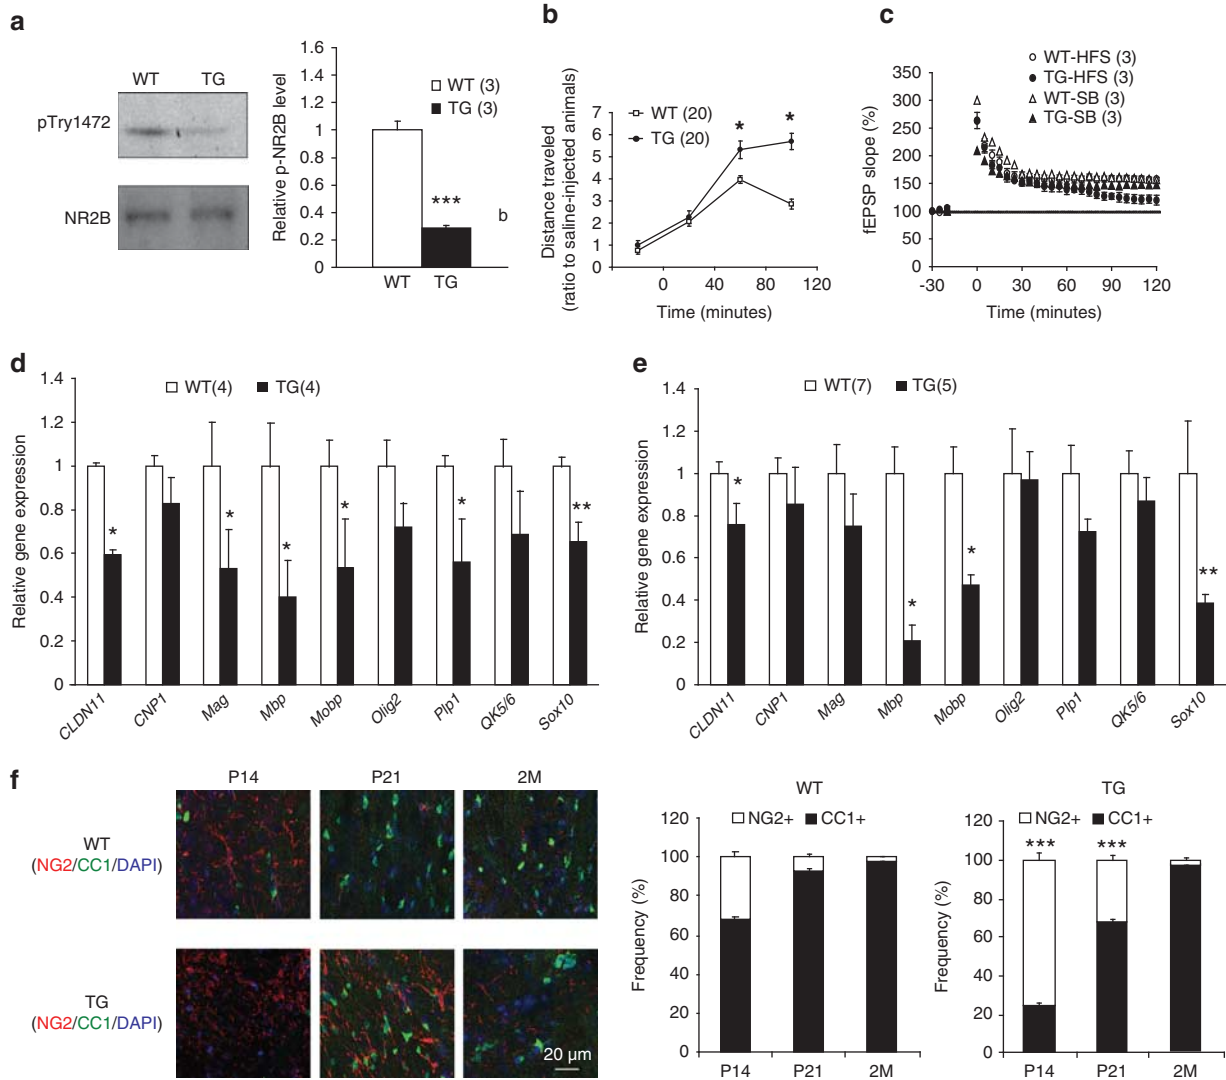 a
WT TG
pTry1472
NR2B
Relative p-NR2B level
1.6
1.4
1.2
1
0.8
0.6
0.4
0.2
0
WT (3)
TG (3)
***
b
WT TG
b
Distance traveled
(ratio to saline-injected animals)
7
6
5
4
3
2
1
0
WT (20)
TG (20)
* *
0 40 80 120
Time (minutes)
c
WT-HFS (3)
TG-HFS (3)
WT-SB (3)
TG-SB (3)
fEPSP slope (%)
350
300
250
200
150
100
50
0
-30 0 30 60 90 120
Time (minutes)
d
WT(4) TG(4)
Relative gene expression
1.4
1.2
1
0.8
0.6
0.4
0.2
0
* * * * * **
CLDN11 CNP1 Mag Mbp Mobp Olig2 Plp1 QK5/6 Sox10
e
WT(7) TG(5)
Relative gene expression
1.4
1.2
1
0.8
0.6
0.4
0.2
0
* * * **
CLDN11 CNP1 Mag Mbp Mobp Olig2 Plp1 QK5/6 Sox10
f
P14 P21 2M
WT
(NG2/CC1/DAPI)
TG
(NG2/CC1/DAPI)
20 µm
WT
NG2+ CC1+
Frequency (%)
120
100
80
60
40
20
0
P14 P21 2M
TG
NG2+ CC1+
*** ***
Frequency (%)
120
100
80
60
40
20
0
P14 P21 2M